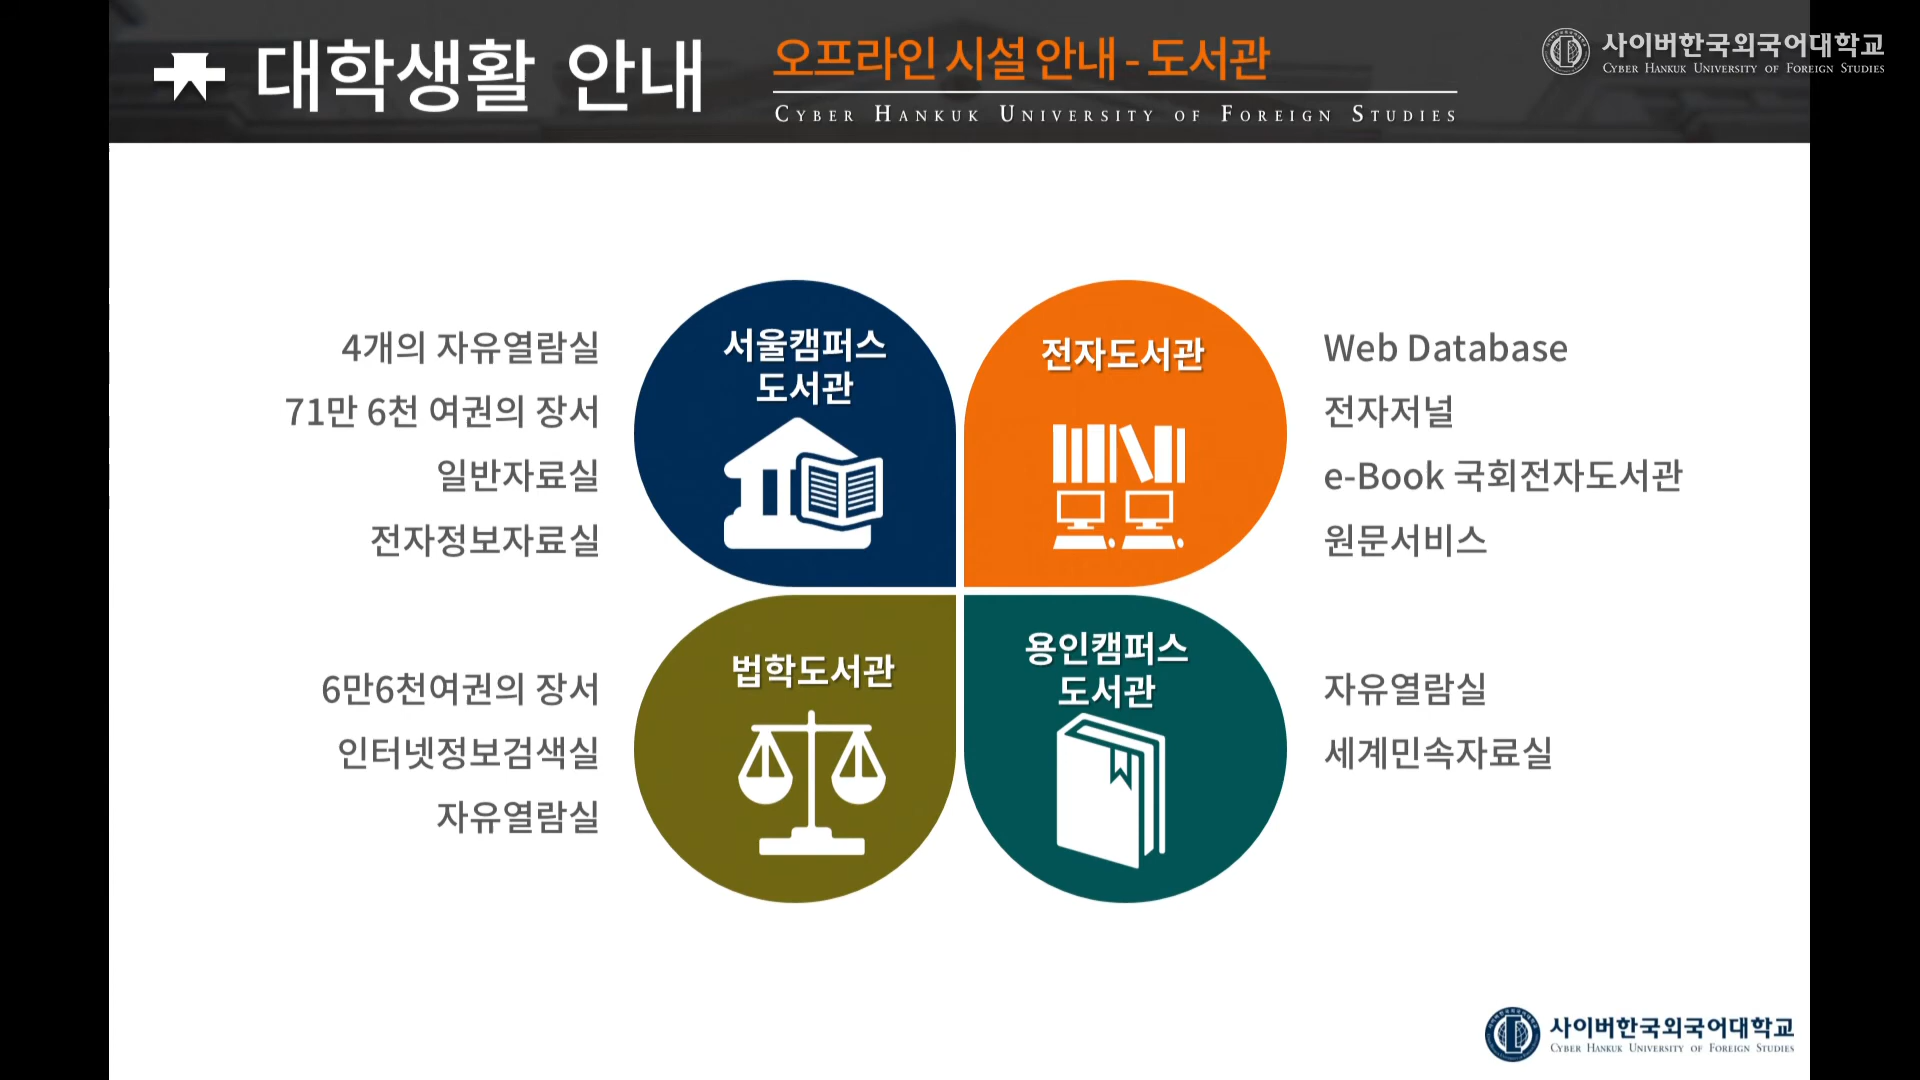 대학생활 안내
오프라인 시설 안내 - 도서관
CYBER HANKUK UNIVERSITY OF FOREIGN STUDIES
사이버한국외국어대학교
CYBER HANKUK UNIVERSITY OF FOREIGN STUDIES
4개의 자유열람실
71만 6천 여권의 장서
일반자료실
전자정보자료실
서울캠퍼스
도서관
전자도서관
Web Database
전자저널
e-Book 국회전자도서관
원문서비스
6만6천여권의 장서
인터넷정보검색실
자유열람실
법학도서관
용인캠퍼스
도서관
자유열람실
세계민속자료실
사이버한국외국어대학교
CYBER HANKUK UNIVERSITY OF FOREIGN STUDIES